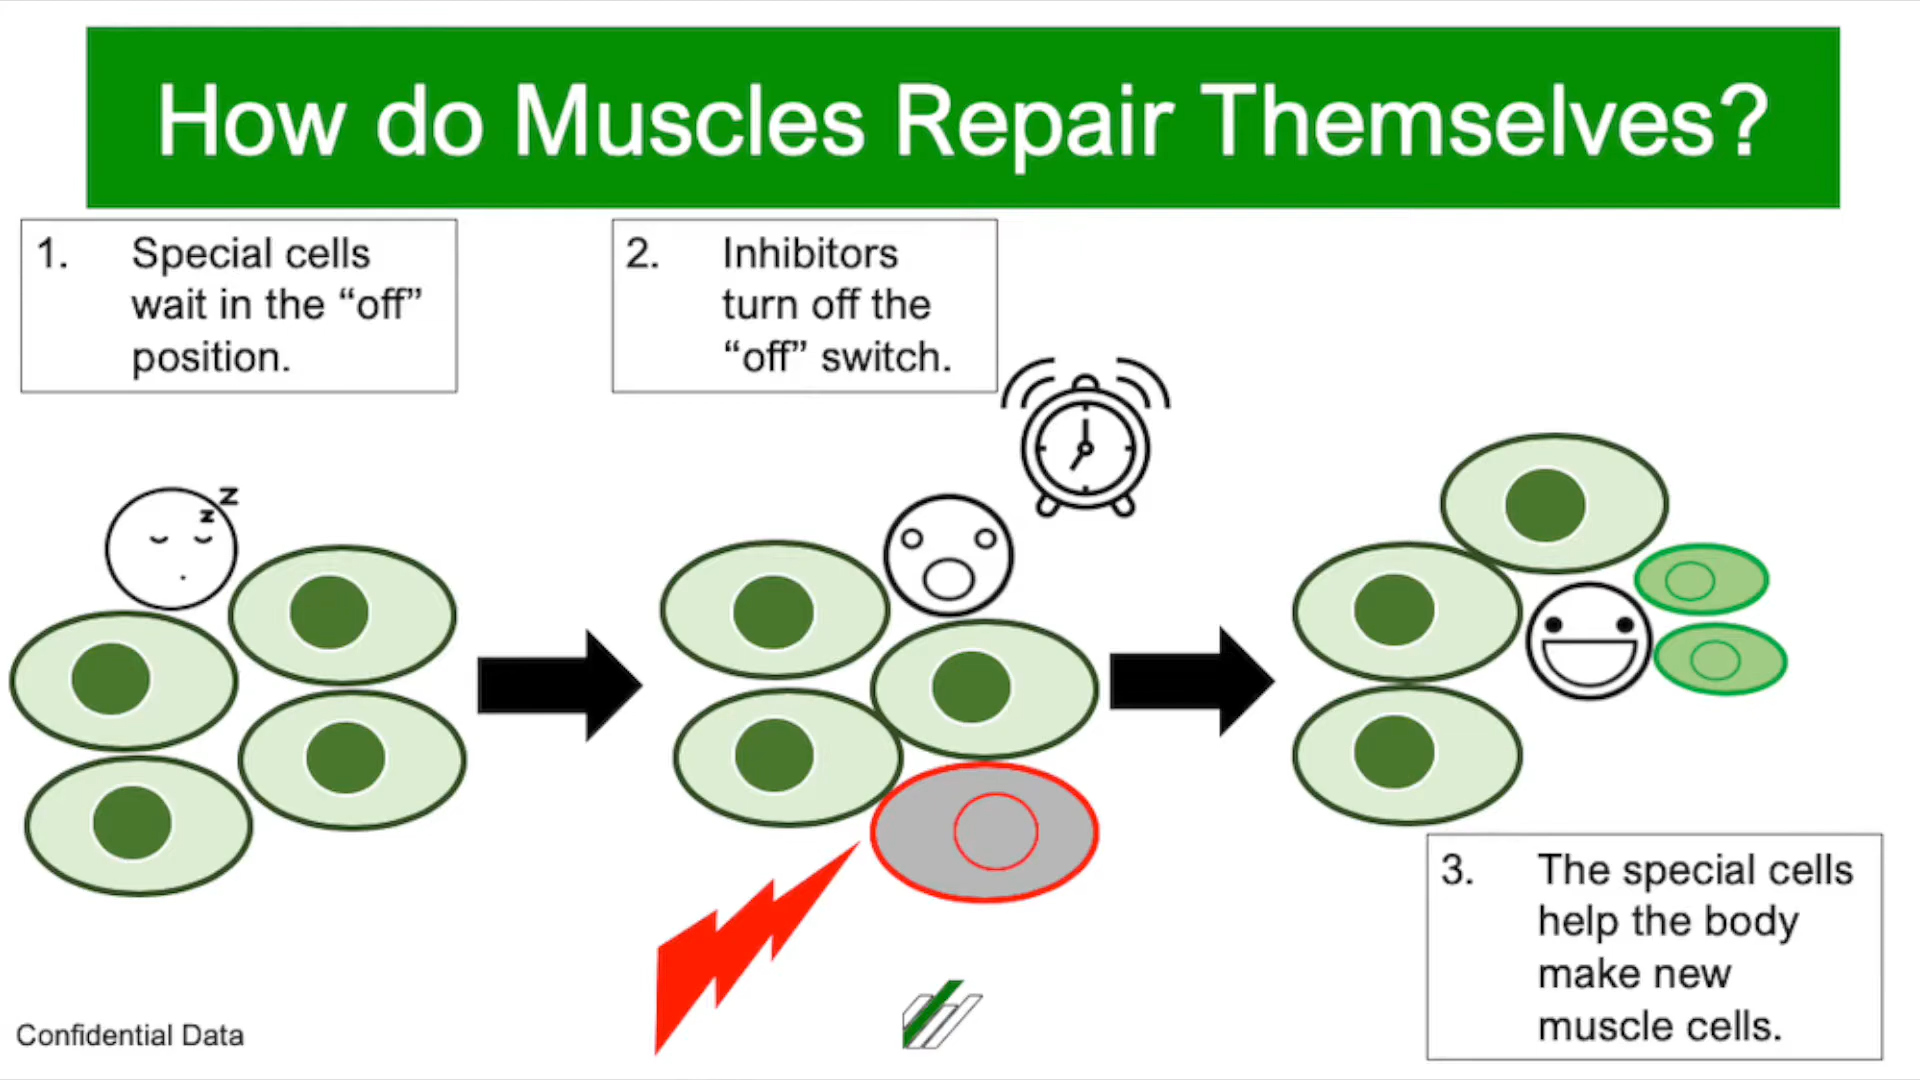 How do Muscles Repair Themselves?
1. Special cells
wait in the “off”
position.
2. Inhibitors
turn off the
“off” switch.
z
z
3. The special cells
help the body
make new
muscle cells.
Confidential Data